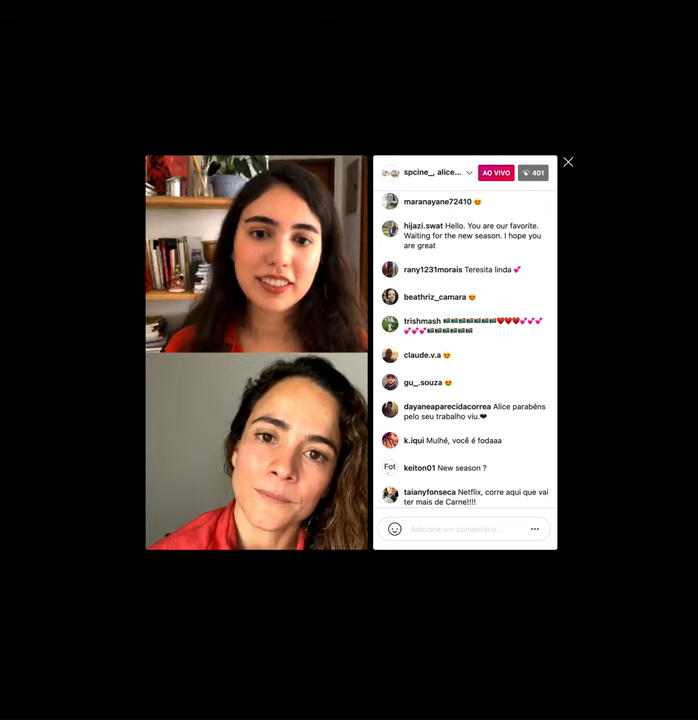 spcine_, alice...
AO VIVO
401
maranayane72410 😍
hijazi.swat Hello. You are our favorite.
Waiting for the new season. I hope you
are great
rany1231morais Teresita linda 💕
beathriz_camara 😍
trishmash
claude.v.a 😍
gu_.souza 😍
dayaneaparecidacorrea Alice parabéns
pelo seu trabalho viu.❤
k.iqui Mulhé, você é fodaaa
Fot
keiton01 New season ?
taianyfonseca Netflix, corre aqui que vai
ter mais de Carne!!!!
Adicione um comentário...